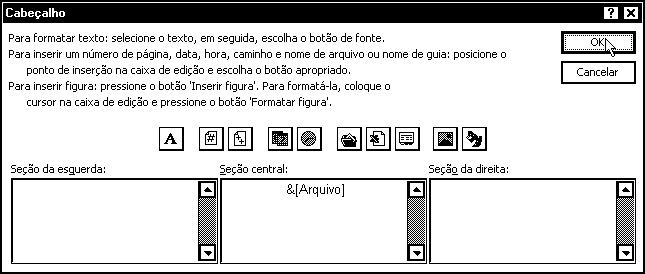 Cabeçalho
Para formatar texto: selecione o texto, em seguida, escolha o botão de fonte.
Para inserir um número de página, data, hora, caminho e nome de arquivo ou nome de guia: posicione o
ponto de inserção na caixa de edição e escolha o botão apropriado.
Para inserir figura: pressione o botão 'Inserir figura'. Para formatá-la, coloque o
cursor na caixa de edição e pressione o botão 'Formatar figura'.
OK
Cancelar
A
Seção da esquerda:
Seção central:
Seção da direita:
&[Arquivo]